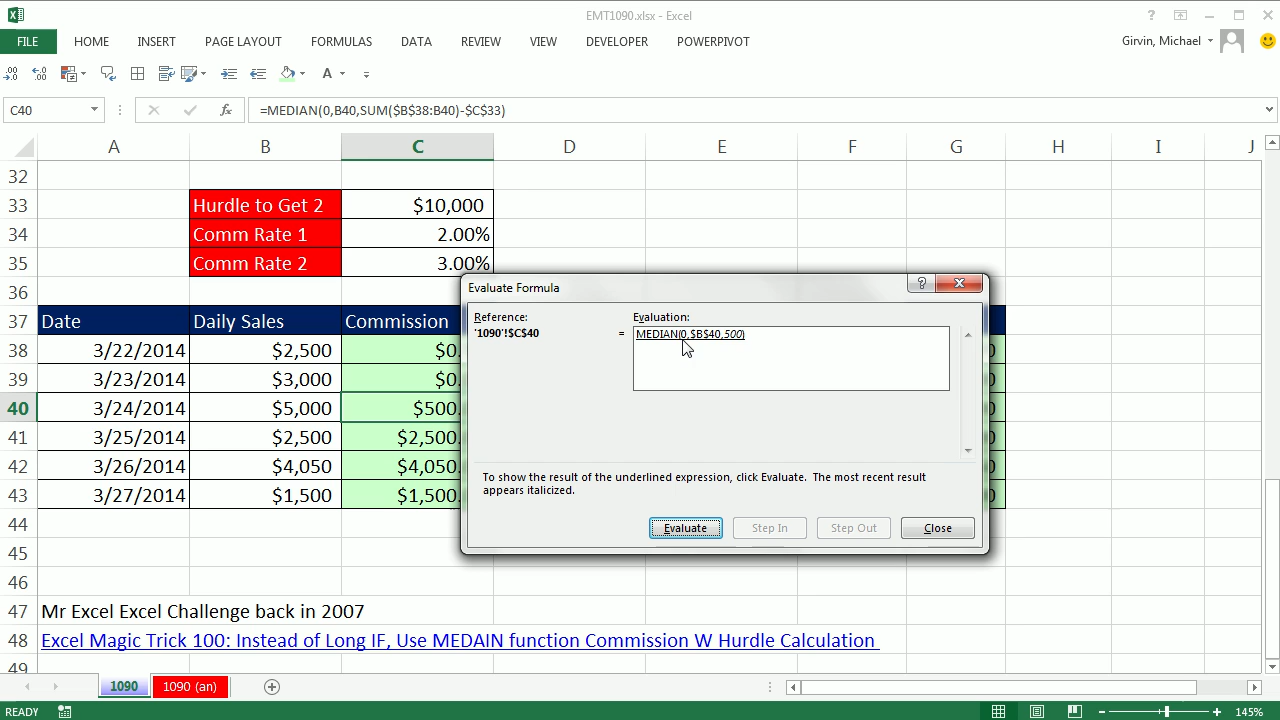 EMT1090.xlsx - Excel
FILE HOME INSERT PAGE LAYOUT FORMULAS DATA REVIEW VIEW DEVELOPER POWERPIVOT Girvin, Michael
C40 =MEDIAN(0,B40,SUM($B$38:B40)-$C$33)
A B C D E F G H I J
32
33 Hurdle to Get 2 $10,000
34 Comm Rate 1 2.00%
35 Comm Rate 2 3.00%
36
37 Date Daily Sales Commission
38 3/22/2014 $2,500 $0.
39 3/23/2014 $3,000 $0.
40 3/24/2014 $5,000 $500.
41 3/25/2014 $2,500 $2,500.
42 3/26/2014 $4,050 $4,050.
43 3/27/2014 $1,500 $1,500.
44
45
46
47 Mr Excel Excel Challenge back in 2007
48 Excel Magic Trick 100: Instead of Long IF, Use MEDAIN function Commission W Hurdle Calculation
49
Evaluate Formula
Reference: Evaluation:
'1090'!$C$40 = MEDIAN(0,$B$40,500)
To show the result of the underlined expression, click Evaluate. The most recent result
appears italicized.
Evaluate Step In Step Out Close
1090 1090 (an)
READY 145%